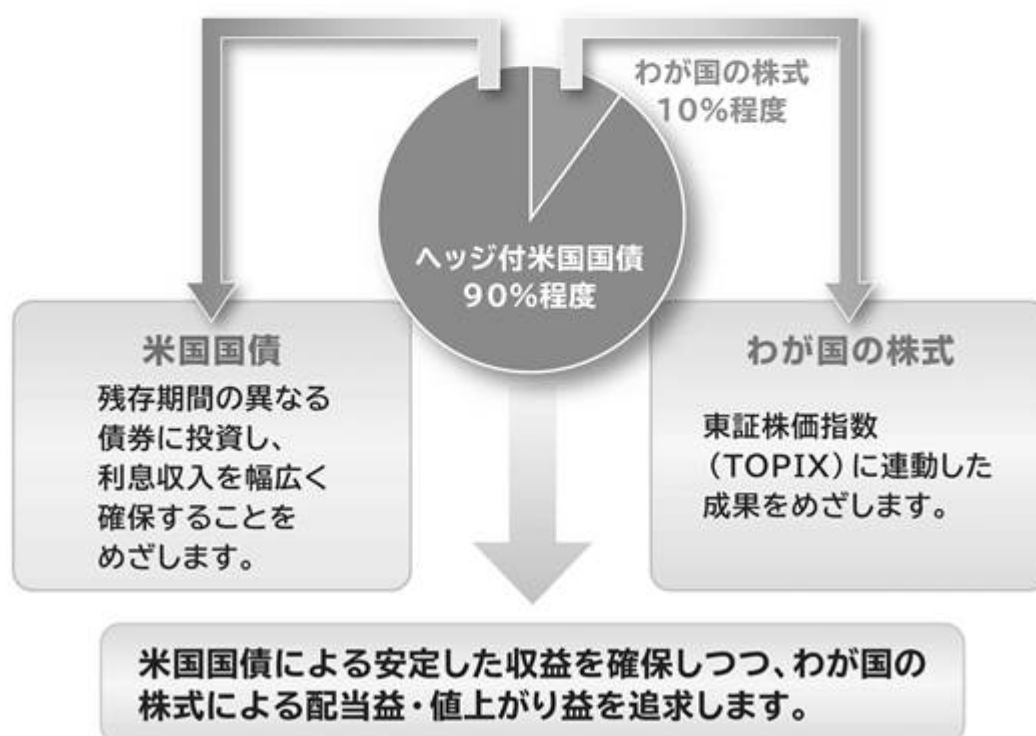 わが国の株式
10%程度
ヘッジ付米国国債
90%程度
米国国債
残存期間の異なる
債券に投資し、
利息収入を幅広く
確保することを
めざします。
わが国の株式
東証株価指数
(TOPIX)に連動した
成果をめざします。
米国国債による安定した収益を確保しつつ、わが国の
株式による配当益・値上がり益を追求します。